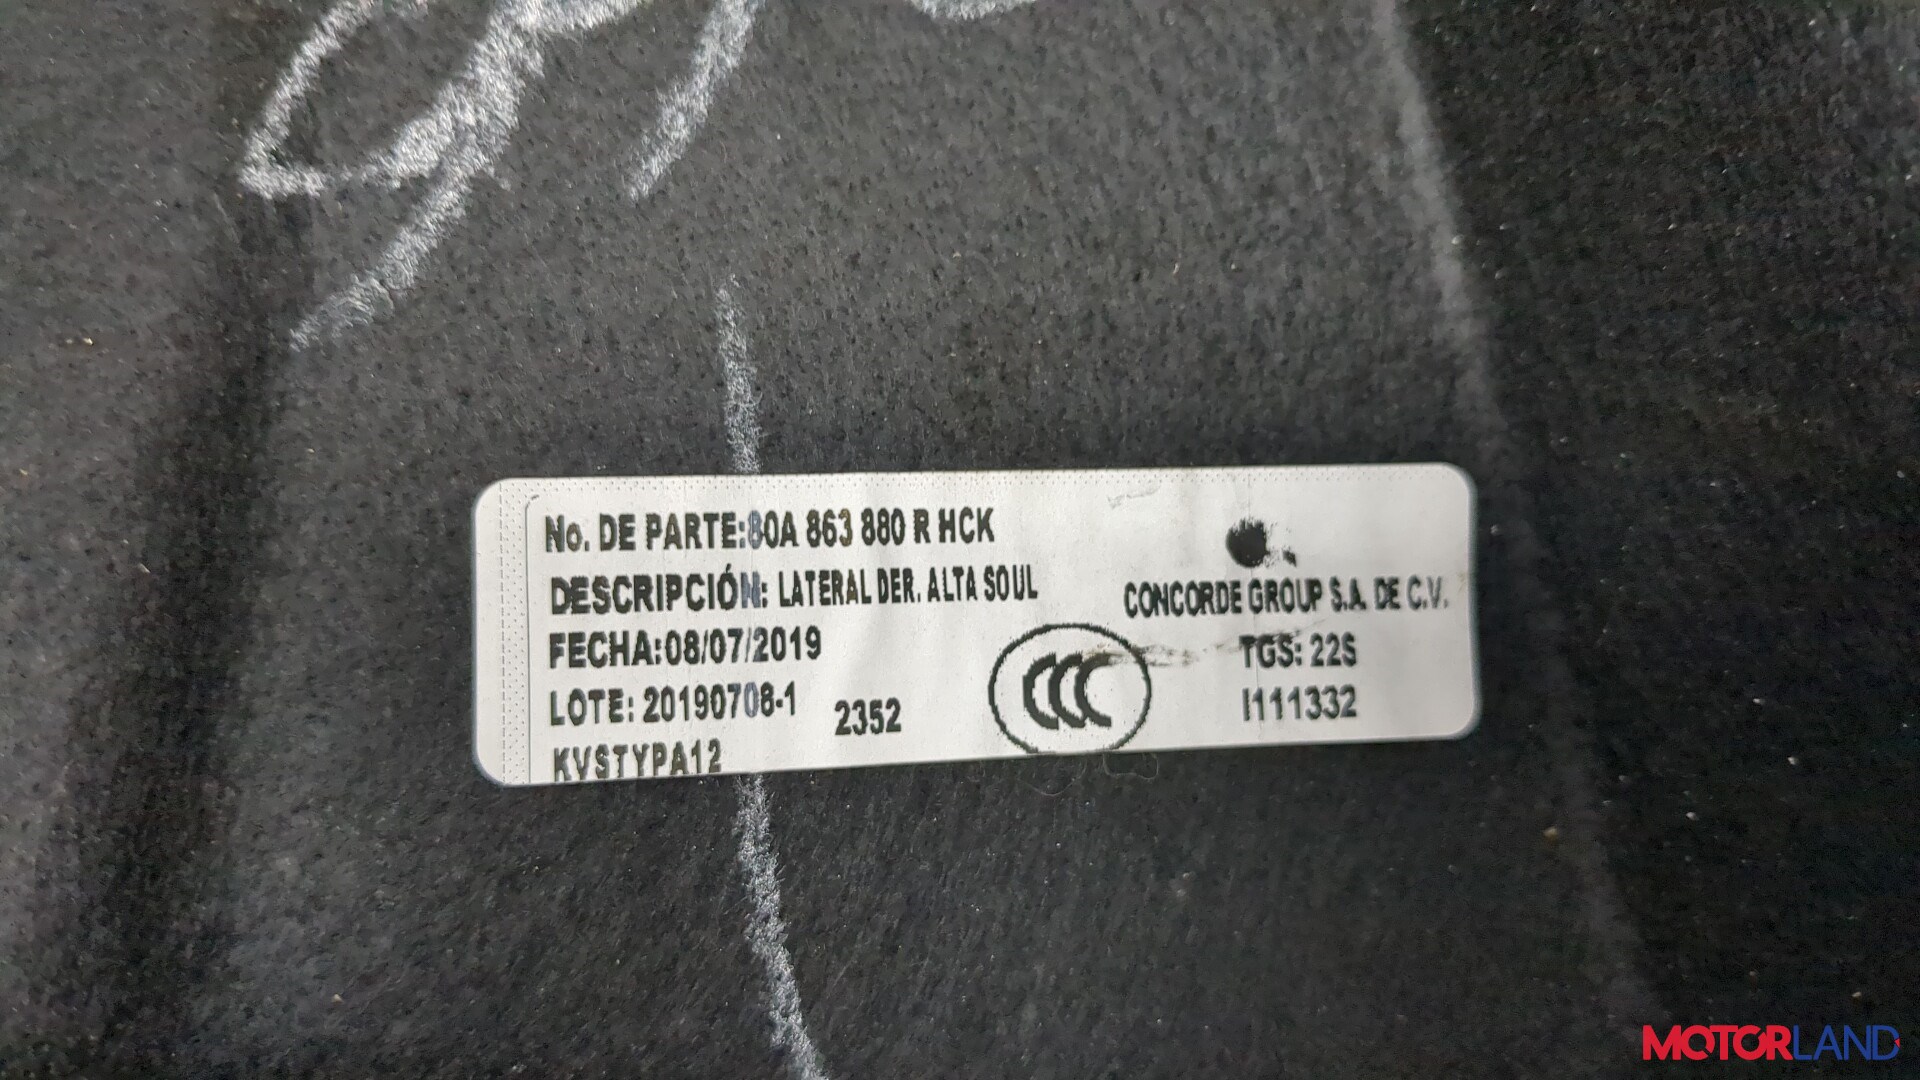 No. DE PARTE:80A 863 880 R HCK
DESCRIPCIÓN: LATERAL DER. ALTA SOUL
FECHA:08/07/2019
LOTE: 20190708-1
2352
KVSTYPA12
CCC
CONCORDE GROUP S.A. DE C.V.
TGS: 22S
I111332
MOTORLAND